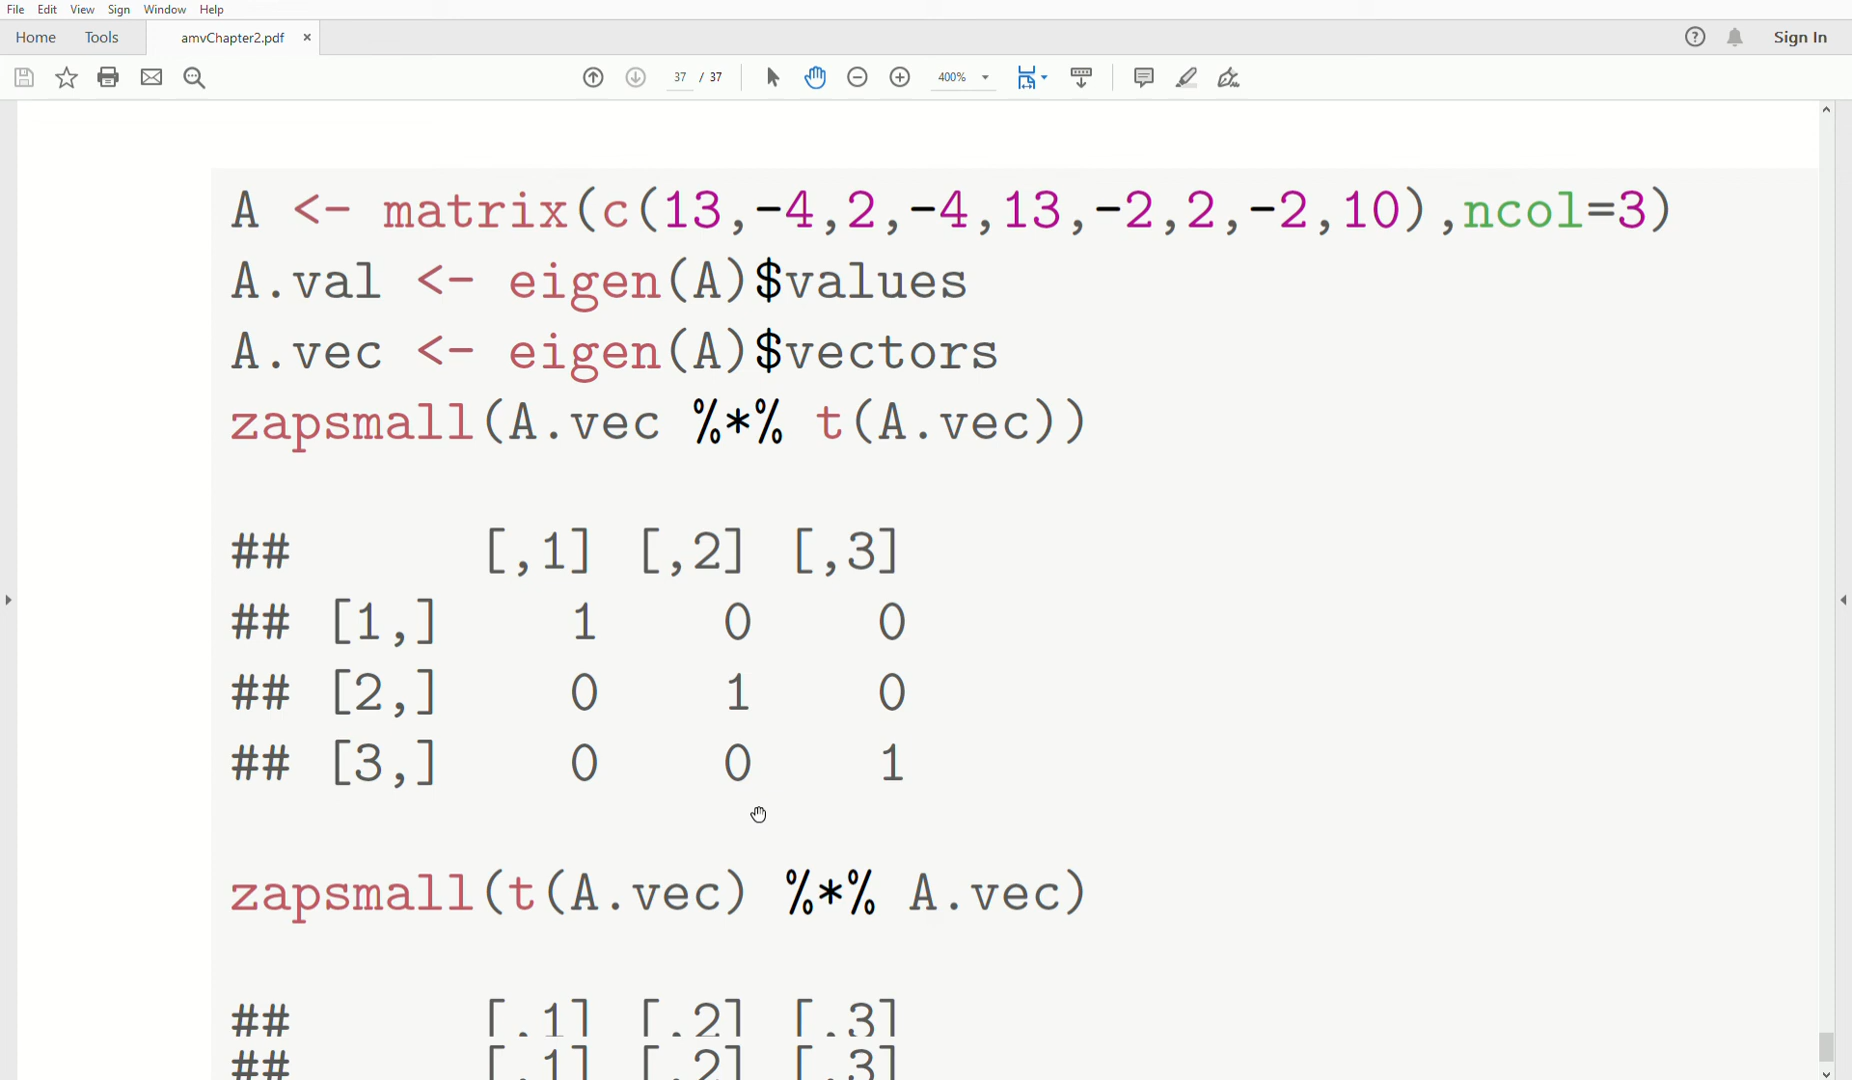 File Edit View Sign Window Help
Home Tools amvChapter2.pdf × Sign In
37 / 37 400%
A <- matrix(c(13,-4,2,-4,13,-2,2,-2,10),ncol=3)
A.val <- eigen(A)$values
A.vec <- eigen(A)$vectors
zapsmall(A.vec %*% t(A.vec))
## [,1] [,2] [,3]
## [1,] 1 0 0
## [2,] 0 1 0
## [3,] 0 0 1
zapsmall(t(A.vec) %*% A.vec)
## [,1] [,2] [,3]
## [,1] [,2] [,3]